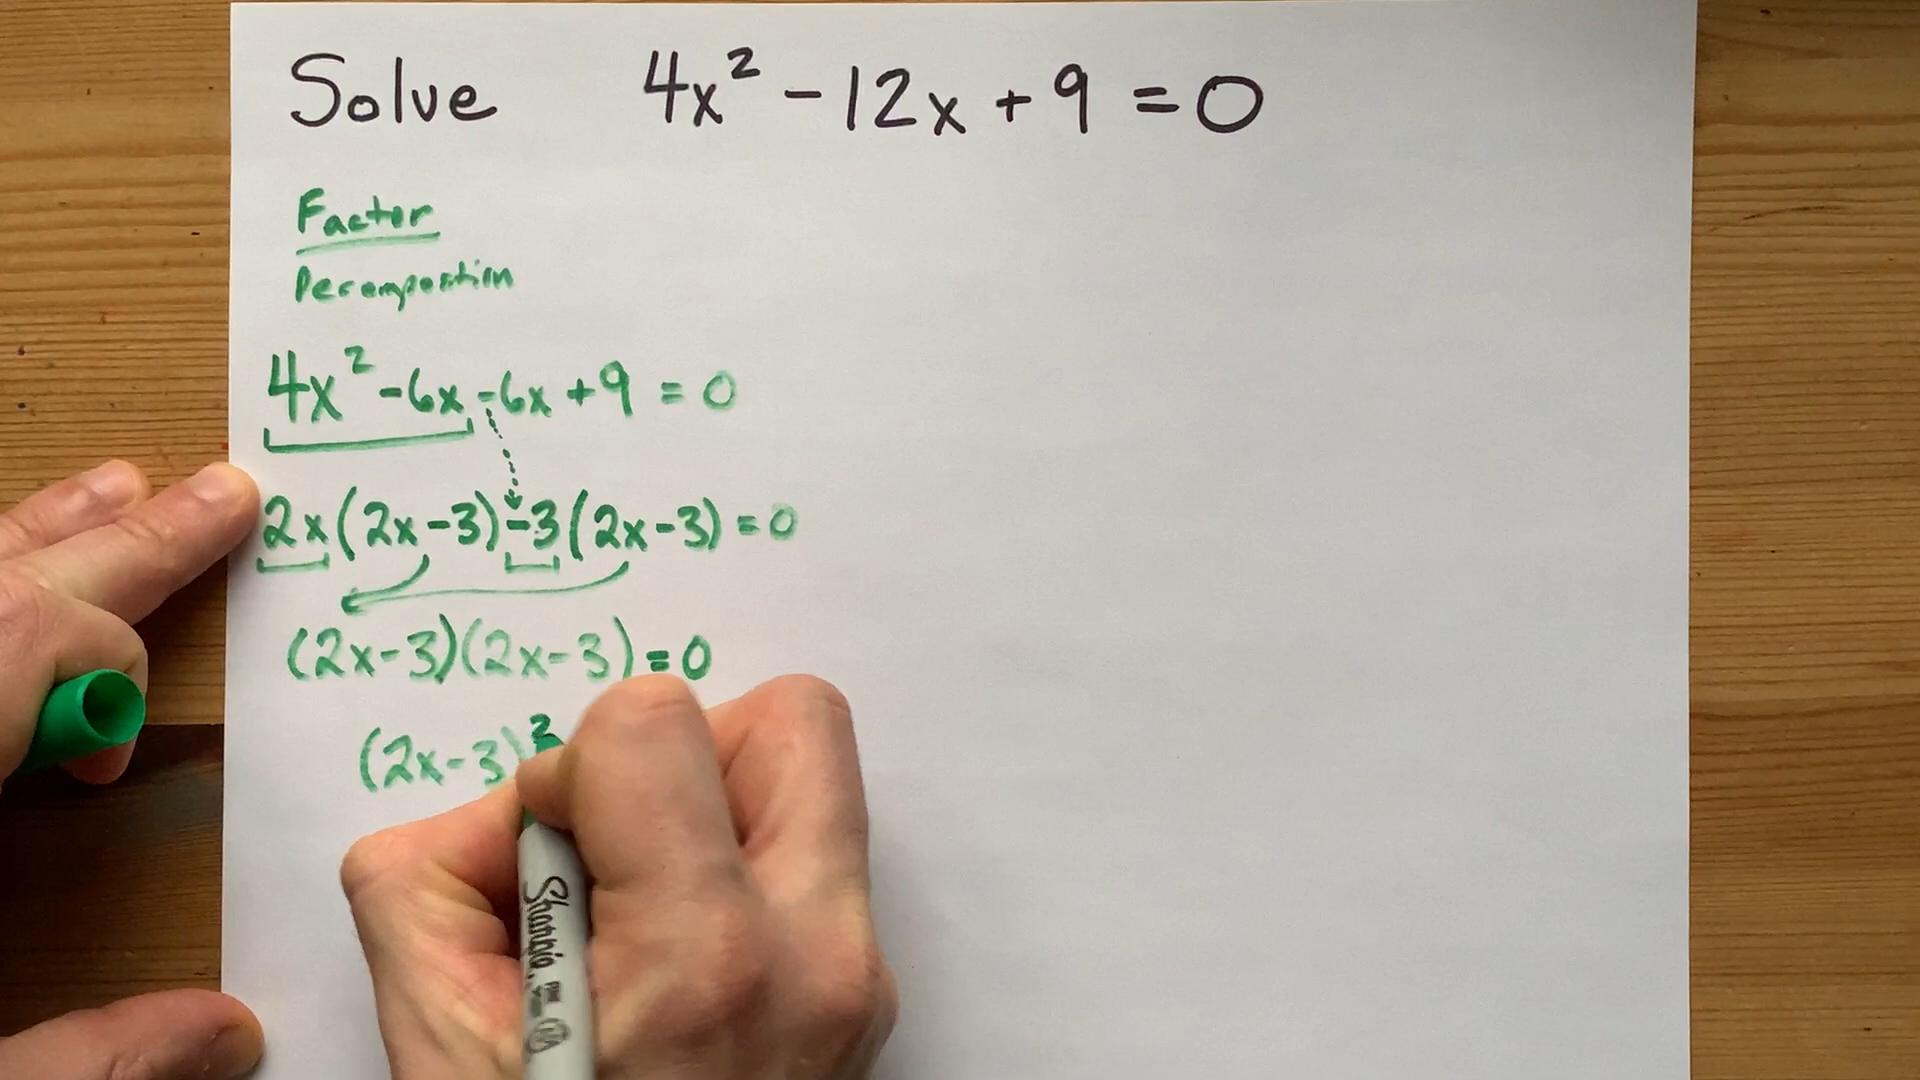 Solve 4x² - 12x + 9 = 0
Factor
Decomposition
4x² - 6x - 6x + 9 = 0
2x(2x-3) - 3(2x-3) = 0
(2x-3)(2x-3) = 0
(2x-3)²
Sharpie